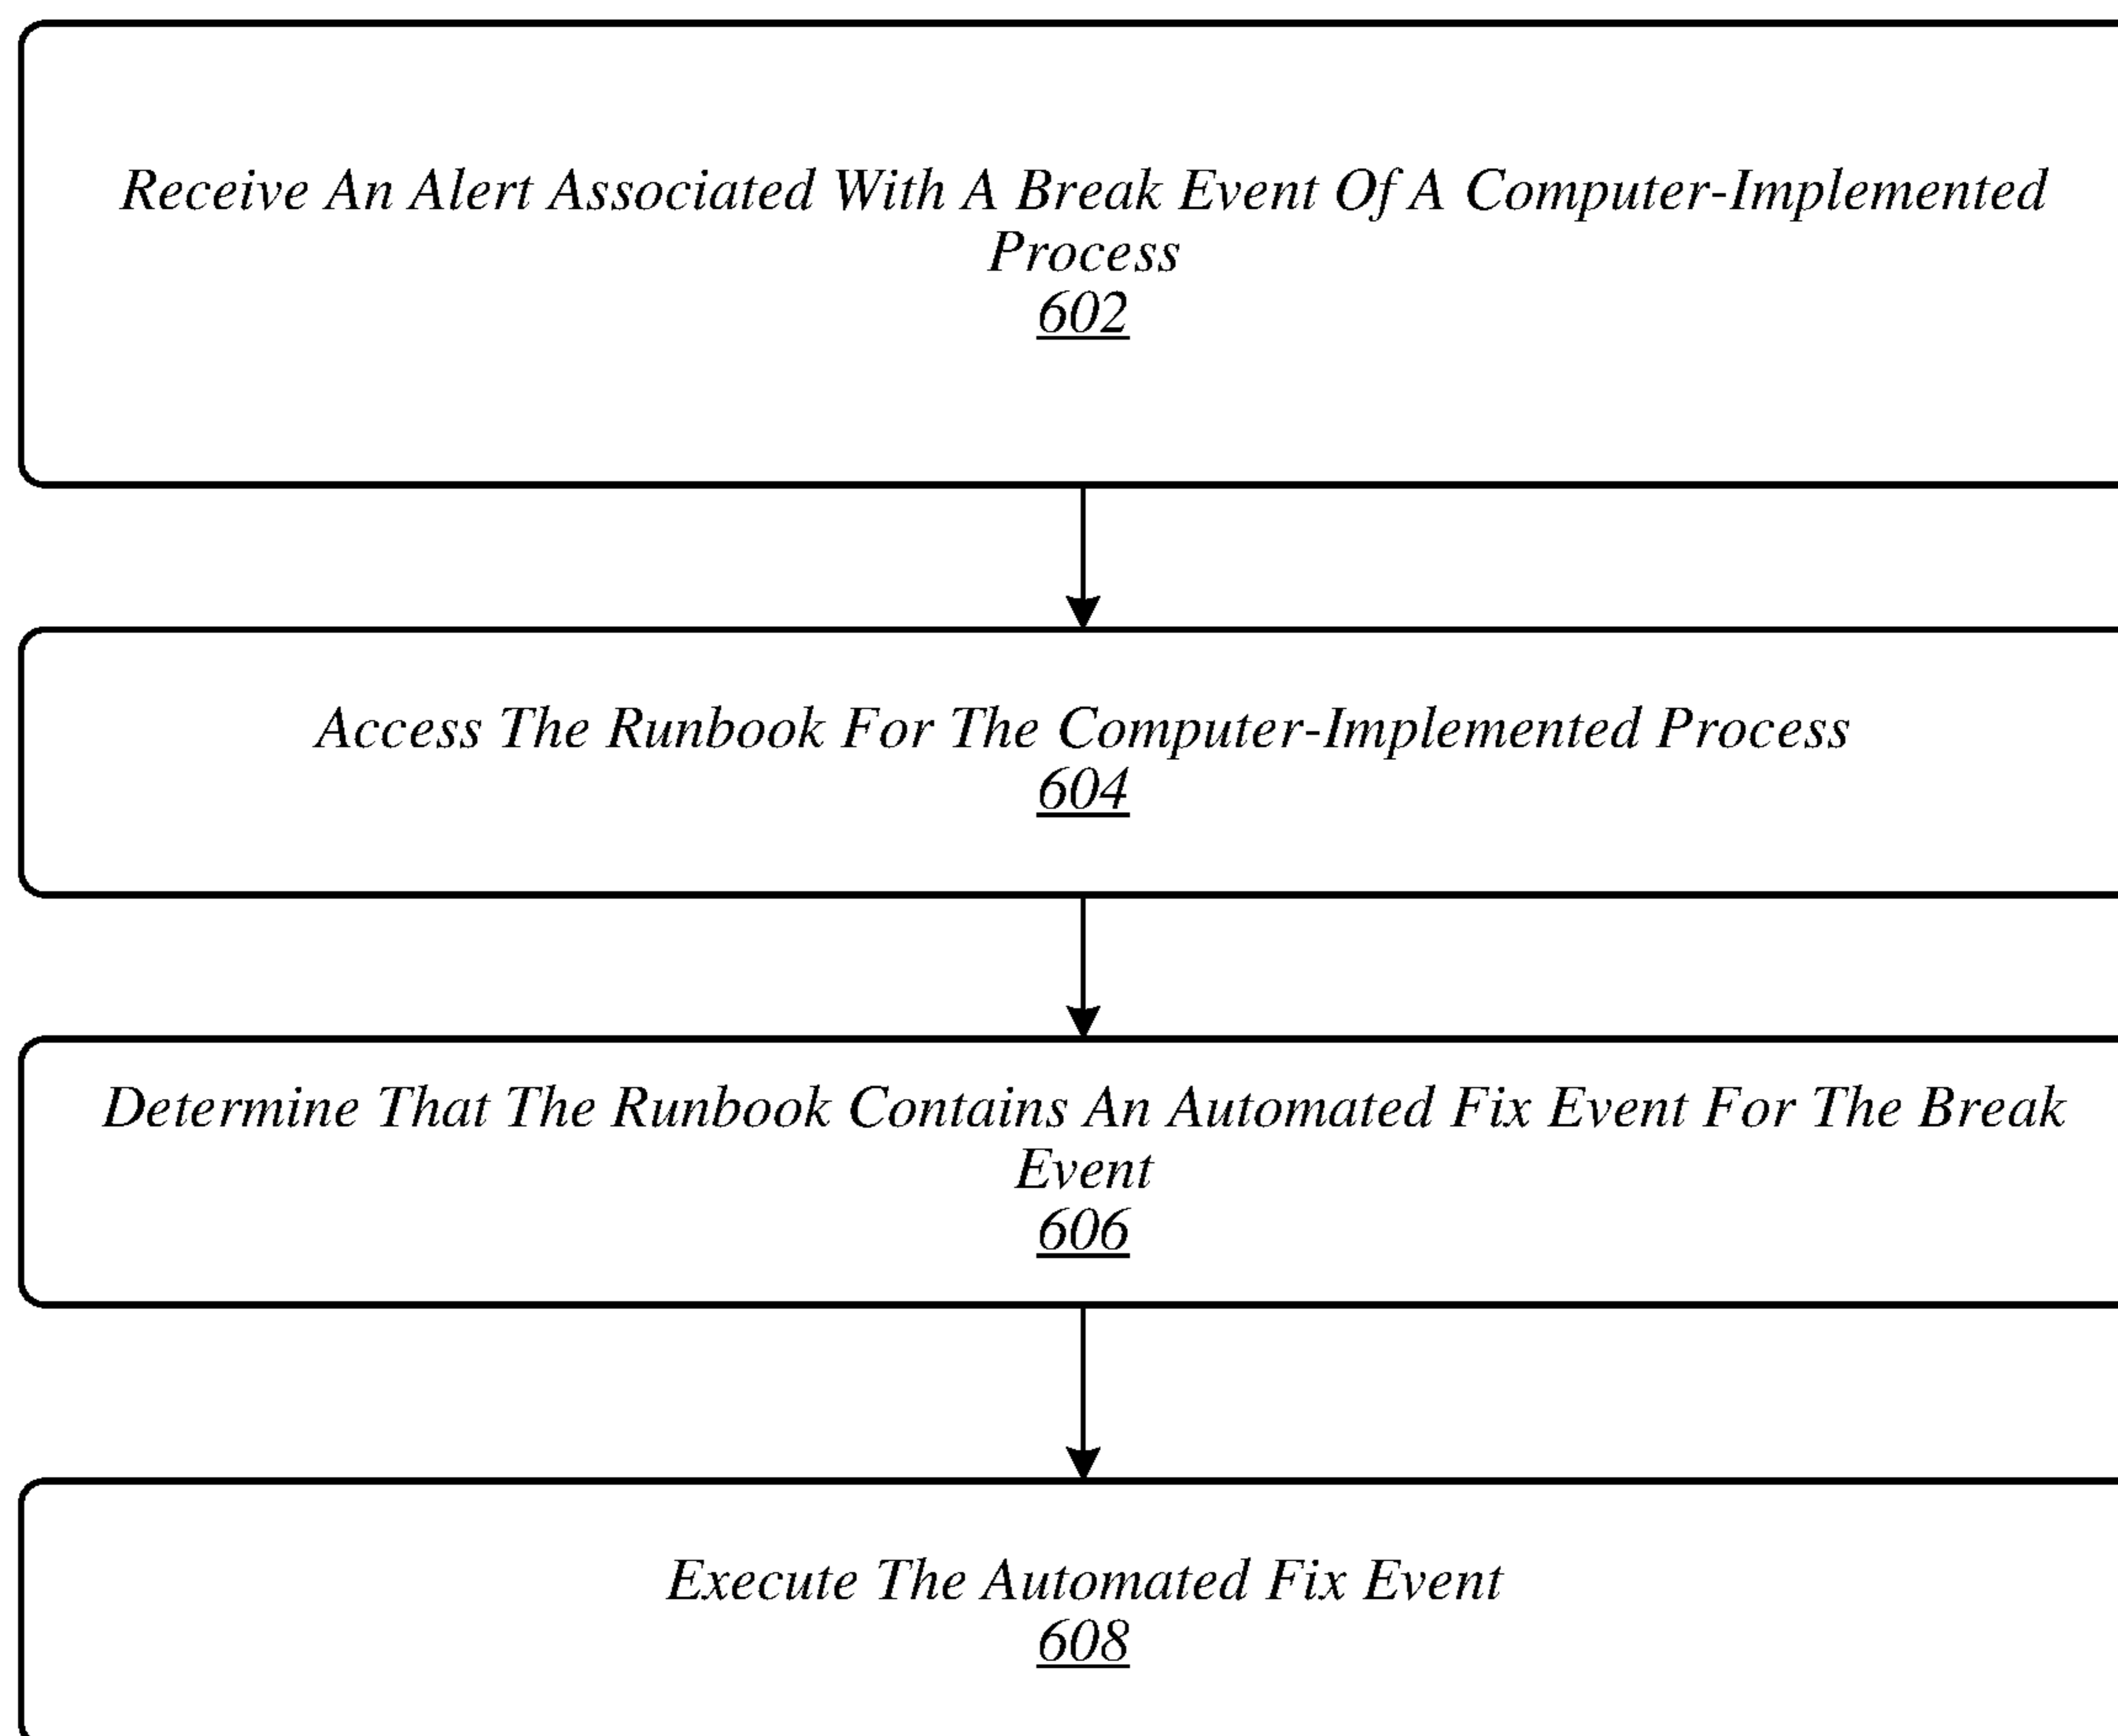 Receive An Alert Associated With A Break Event Of A Computer-Implemented
Process
602
Access The Runbook For The Computer-Implemented Process
604
Determine That The Runbook Contains An Automated Fix Event For The Break
Event
606
Execute The Automated Fix Event
608